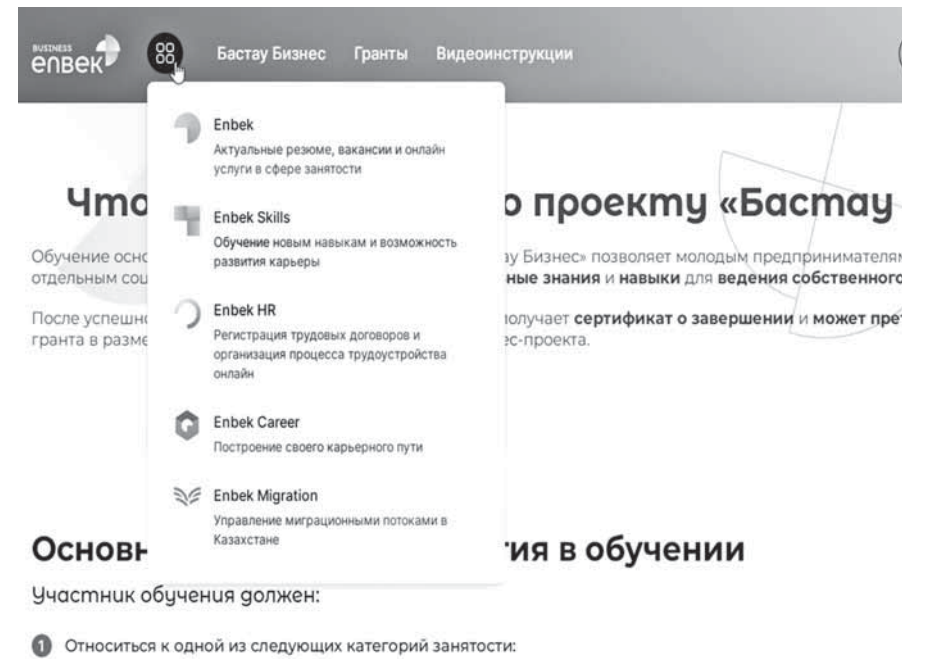 BUSINESS
enbek
Бастау Бизнес Гранты Видеоинструкции
Enbek
Актуальные резюме, вакансии и онлайн
услуги в сфере занятости
Enbek Skills
Обучение новым навыкам и возможность
развития карьеры
Enbek HR
Регистрация трудовых договоров и
организация процесса трудоустройства
онлайн
Enbek Career
Построение своего карьерного пути
Enbek Migration
Управление миграционными потоками в
Казахстане
Что о проекту «Бастау
Обучение осно ау Бизнес» позволяет молодым предпринимателям
отдельным соц ные знания и навыки для ведения собственного
После успешно получает сертификат о завершении и может пре
гранта в разме ес-проекта.
Основн тия в обучении
Участник обучения должен:
1 Относиться к одной из следующих категорий занятости: